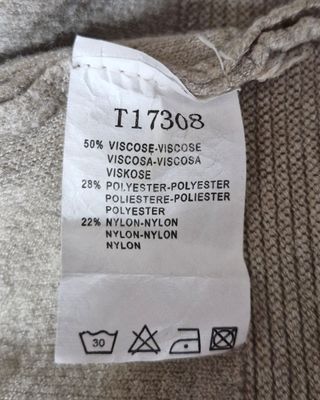 T17308
50% VISCOSE-VISCOSE
VISCOSA-VISCOSA
VISKOSE
28% POLYESTER-POLYESTER
POLIESTERE-POLIESTER
POLYESTER
22% NYLON-NYLON
NYLON-NYLON
NYLON
30